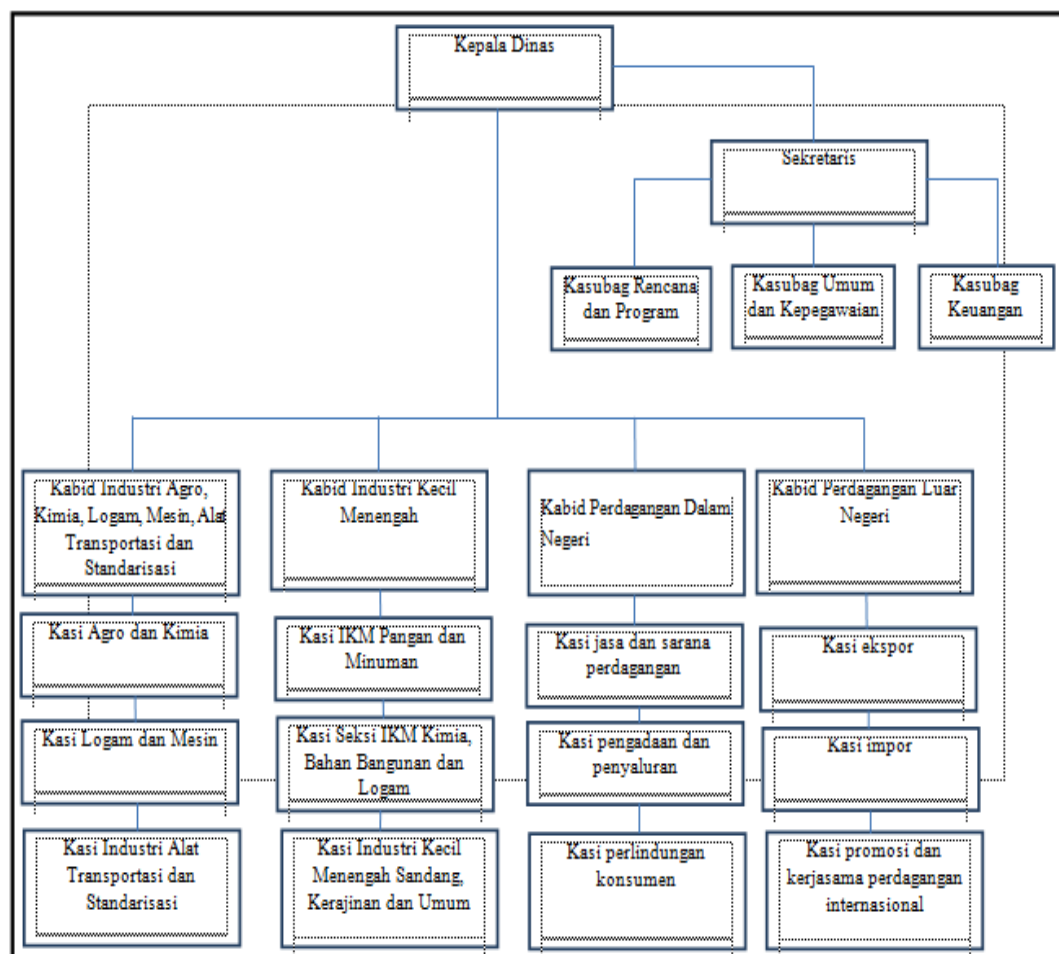 Kepala Dinas
Sekretaris
Kasubag Rencana
dan Program
Kasubag Umum
dan Kepegawaian
Kasubag
Keuangan
Kabid Industri Agro,
Kimia, Logam, Mesin, Alat
Transportasi dan
Standarisasi
Kabid Industri Kecil
Menengah
Kabid Perdagangan Dalam
Negeri
Kabid Perdagangan Luar
Negeri
Kasi Agro dan Kimia
Kasi IKM Pangan dan
Minuman
Kasi jasa dan sarana
perdagangan
Kasi ekspor
Kasi Logam dan Mesin
Kasi Seksi IKM Kimia,
Bahan Bangunan dan
Logam
Kasi pengadaan dan
penyaluran
Kasi impor
Kasi Industri Alat
Transportasi dan
Standarisasi
Kasi Industri Kecil
Menengah Sandang,
Kerajinan dan Umum
Kasi perlindungan
konsumen
Kasi promosi dan
kerjasama perdagangan
internasional